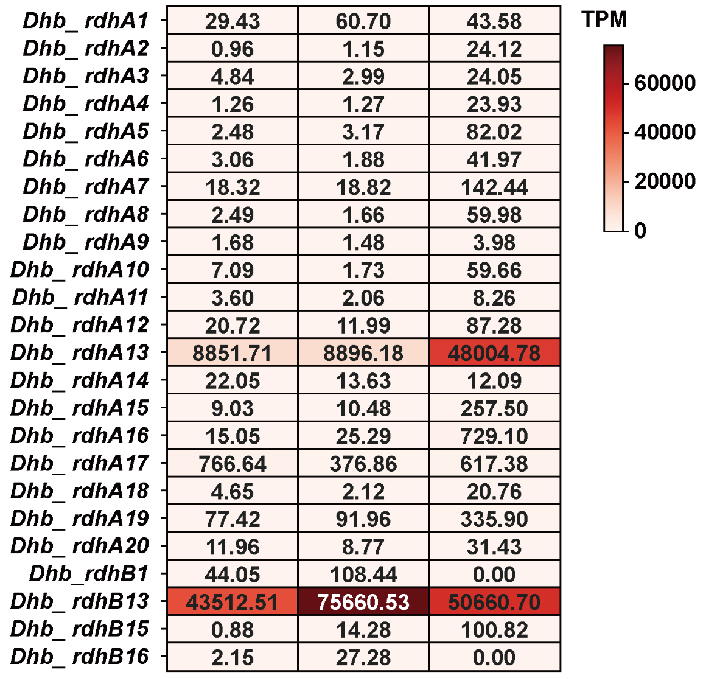 Dhb_ rdhA1 29.43 60.70 43.58
Dhb_ rdhA2 0.96 1.15 24.12
Dhb_ rdhA3 4.84 2.99 24.05
Dhb_ rdhA4 1.26 1.27 23.93
Dhb_ rdhA5 2.48 3.17 82.02
Dhb_ rdhA6 3.06 1.88 41.97
Dhb_ rdhA7 18.32 18.82 142.44
Dhb_ rdhA8 2.49 1.66 59.98
Dhb_ rdhA9 1.68 1.48 3.98
Dhb_ rdhA10 7.09 1.73 59.66
Dhb_ rdhA11 3.60 2.06 8.26
Dhb_ rdhA12 20.72 11.99 87.28
Dhb_ rdhA13 8851.71 8896.18 48004.78
Dhb_ rdhA14 22.05 13.63 12.09
Dhb_ rdhA15 9.03 10.48 257.50
Dhb_ rdhA16 15.05 25.29 729.10
Dhb_ rdhA17 766.64 376.86 617.38
Dhb_ rdhA18 4.65 2.12 20.76
Dhb_ rdhA19 77.42 91.96 335.90
Dhb_ rdhA20 11.96 8.77 31.43
Dhb_rdhB1 44.05 108.44 0.00
Dhb_ rdhB13 43512.51 75660.53 50660.70
Dhb_ rdhB15 0.88 14.28 100.82
Dhb_ rdhB16 2.15 27.28 0.00
TPM
60000
40000
20000
0